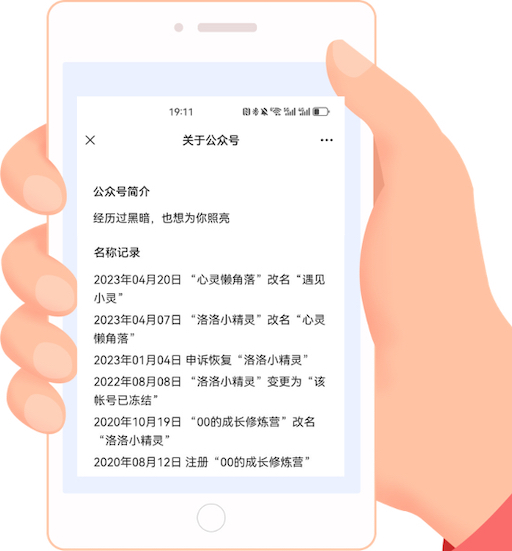 19:11
关于公众号
公众号简介
经历过黑暗，也想为你照亮
名称记录
2023年04月20日 “心灵懒角落”改名“遇见
小灵”
2023年04月07日 “洛洛小精灵”改名“心灵
懒角落”
2023年01月04日 申诉恢复“洛洛小精灵”
2022年08月08日 “洛洛小精灵”变更为“该
帐号已冻结”
2020年10月19日 “00的成长修炼营”改名
“洛洛小精灵”
2020年08月12日 注册“00的成长修炼营”